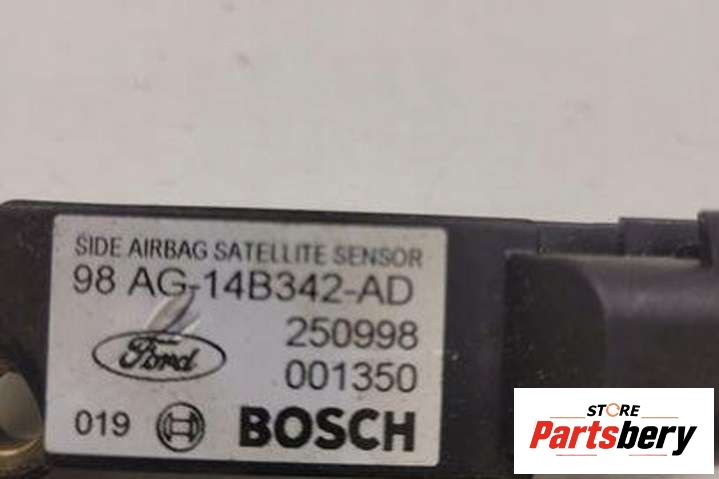 SIDE AIRBAG SATELLITE SENSOR
98 AG-14B342-AD
250998
Ford
001350
019 BOSCH
STORE
Partsbery